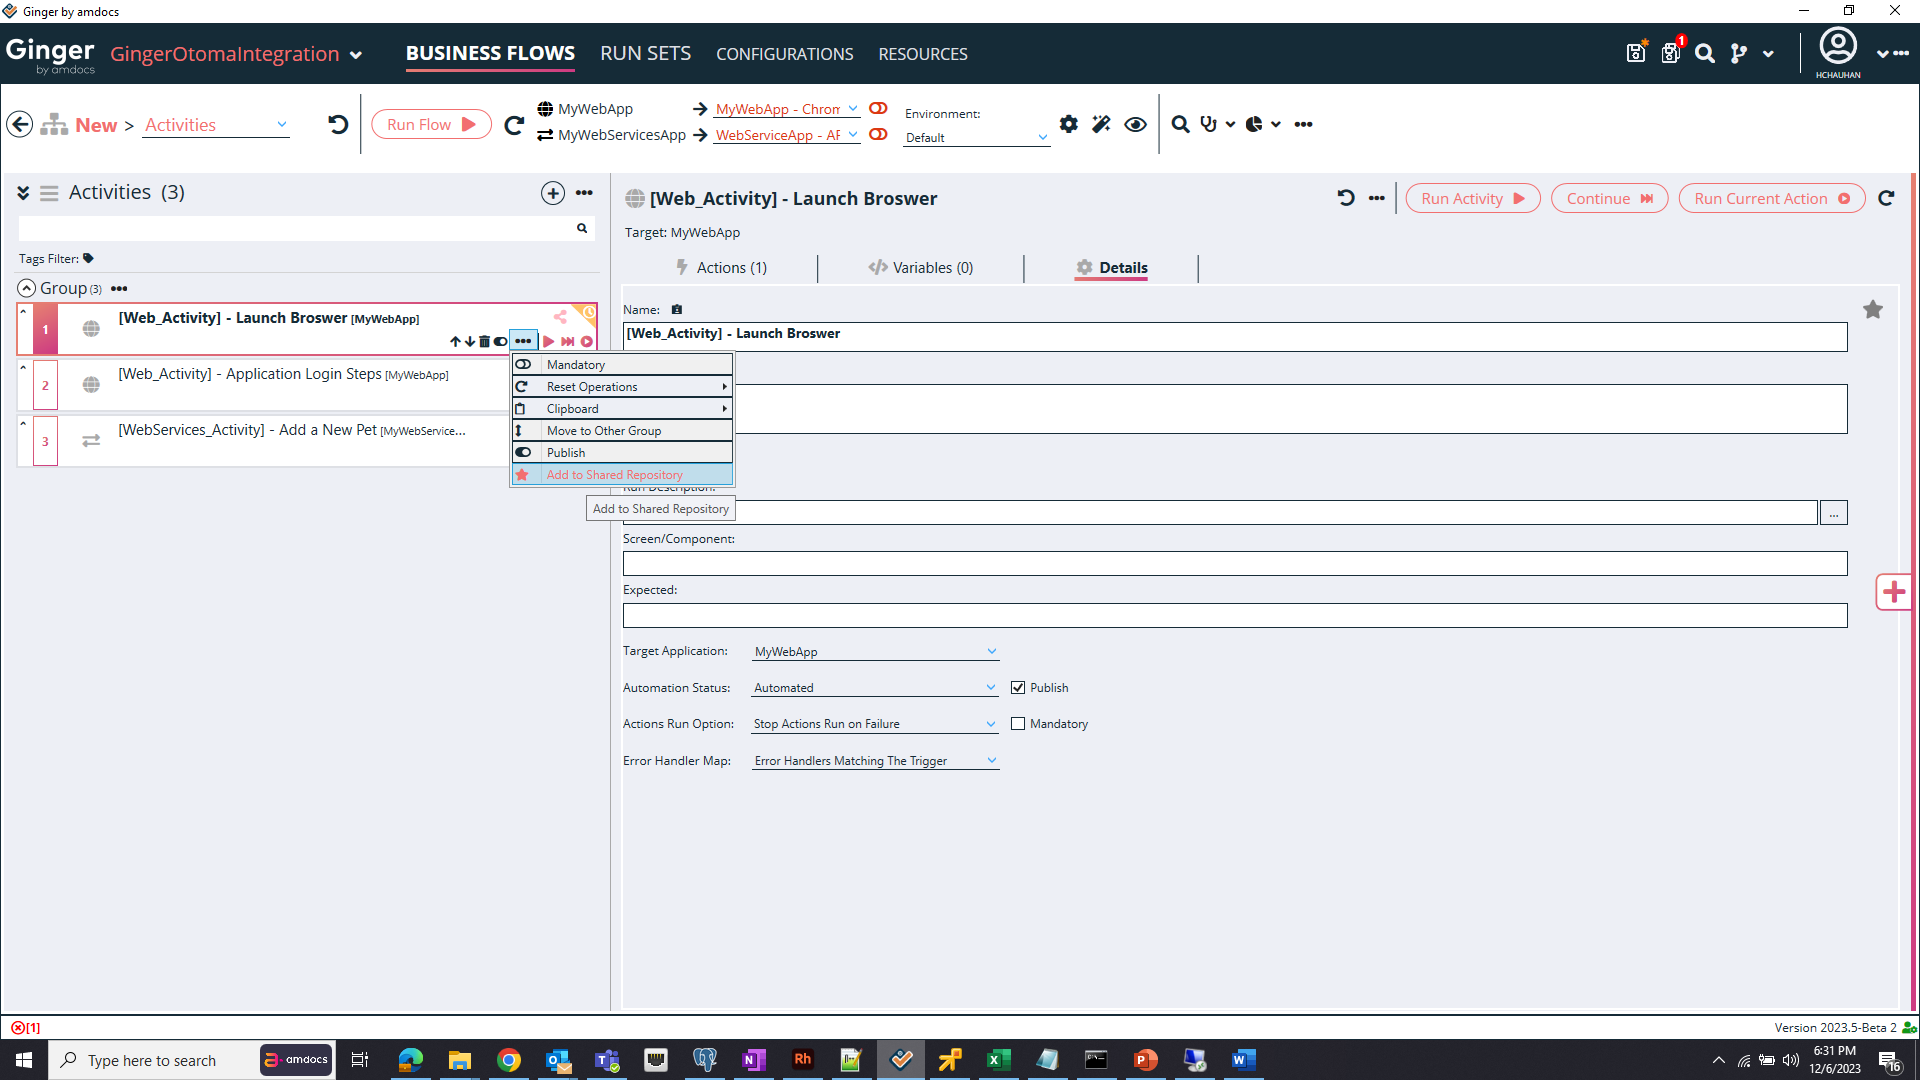 Ginger by amdocs
Ginger
by amdocs
GingerOtomaIntegration
BUSINESS FLOWS
RUN SETS
CONFIGURATIONS
RESOURCES
1
HCHAUHAN
New > Activities
Run Flow
MyWebApp
MyWebApp - Chrom
MyWebServicesApp
WebServiceApp - AP
Environment:
Default
Activities (3)
Tags Filter:
Group (3)
1
[Web_Activity] - Launch Broswer [MyWebApp]
2
[Web_Activity] - Application Login Steps [MyWebApp]
3
[WebServices_Activity] - Add a New Pet [MyWebService...
Mandatory
Reset Operations
Clipboard
Move to Other Group
Publish
Add to Shared Repository
Add to Shared Repository
[Web_Activity] - Launch Broswer
Target: MyWebApp
Run Activity
Continue
Run Current Action
Actions (1)
Variables (0)
Details
Name:
[Web_Activity] - Launch Broswer
Run Description:
...
Screen/Component:
Expected:
Target Application:
MyWebApp
Automation Status:
Automated
Publish
Actions Run Option:
Stop Actions Run on Failure
Mandatory
Error Handler Map:
Error Handlers Matching The Trigger
[1]
Version 2023.5-Beta 2
Type here to search
a amdocs
Rh
6:31 PM
12/6/2023
16